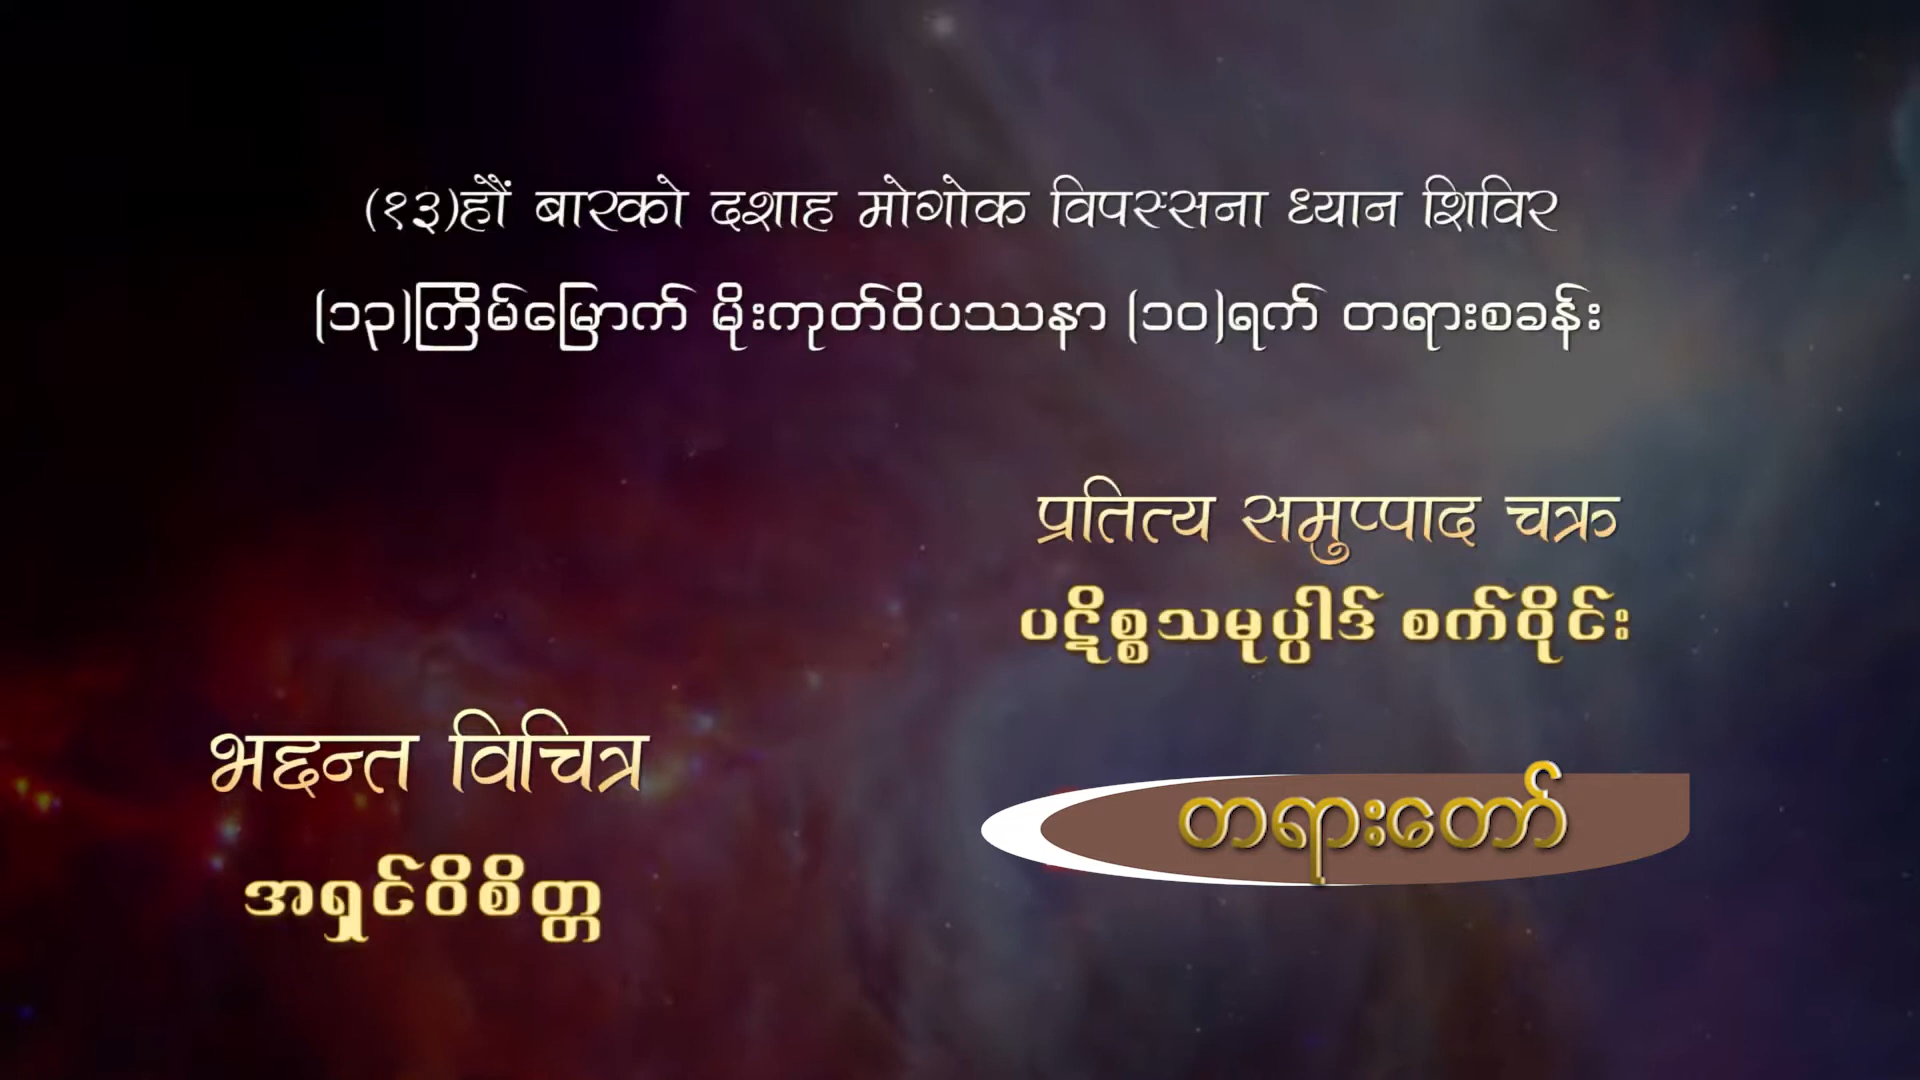 (१३)हौं बारको दशाह मोगोक विपस्सना ध्यान शिविर
(၁၃)ကြိမ်မြောက် မိုးကုတ်ဝိပဿနာ (၁၀)ရက် တရားစခန်း
प्रतित्य समुप्पाद चक्र
ပဋိစ္စသမုပ္ပါဒ် စက်ဝိုင်း
भद्दन्त विचित्र
အရှင်ဝိစိတ္တ
တရားတော်